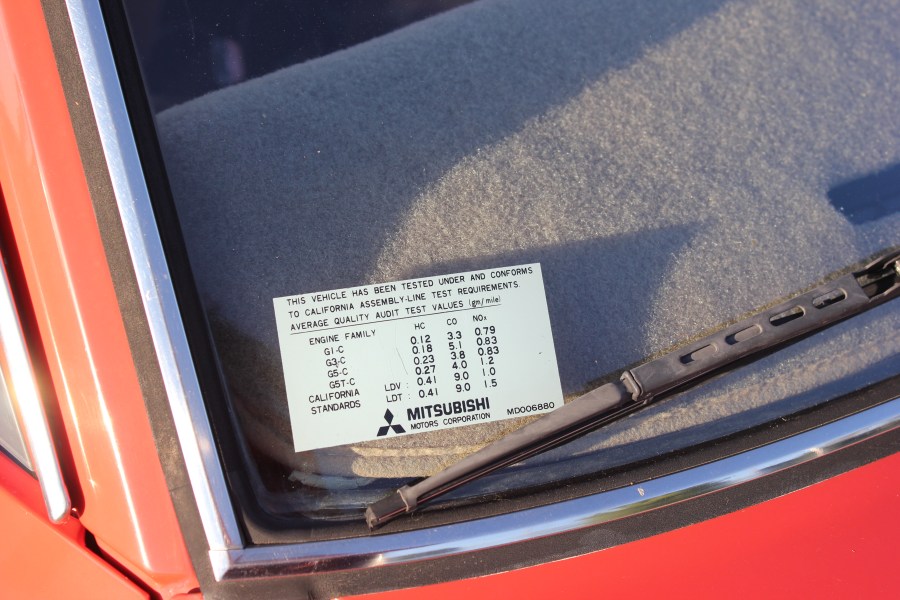 THIS VEHICLE HAS BEEN TESTED UNDER AND CONFORMS
TO CALIFORNIA ASSEMBLY-LINE TEST REQUIREMENTS.
AVERAGE QUALITY AUDIT TEST VALUES (gm/mile)
ENGINE FAMILY HC CO NOx
G1-C 0.12 3.3 0.79
G3-C 0.18 5.1 0.83
G5-C 0.23 3.8 0.83
G5T-C 0.27 4.0 1.2
CALIFORNIA LDV : 0.41 9.0 1.0
STANDARDS LDT : 0.41 9.0 1.5
MITSUBISHI MD006880
MOTORS CORPORATION